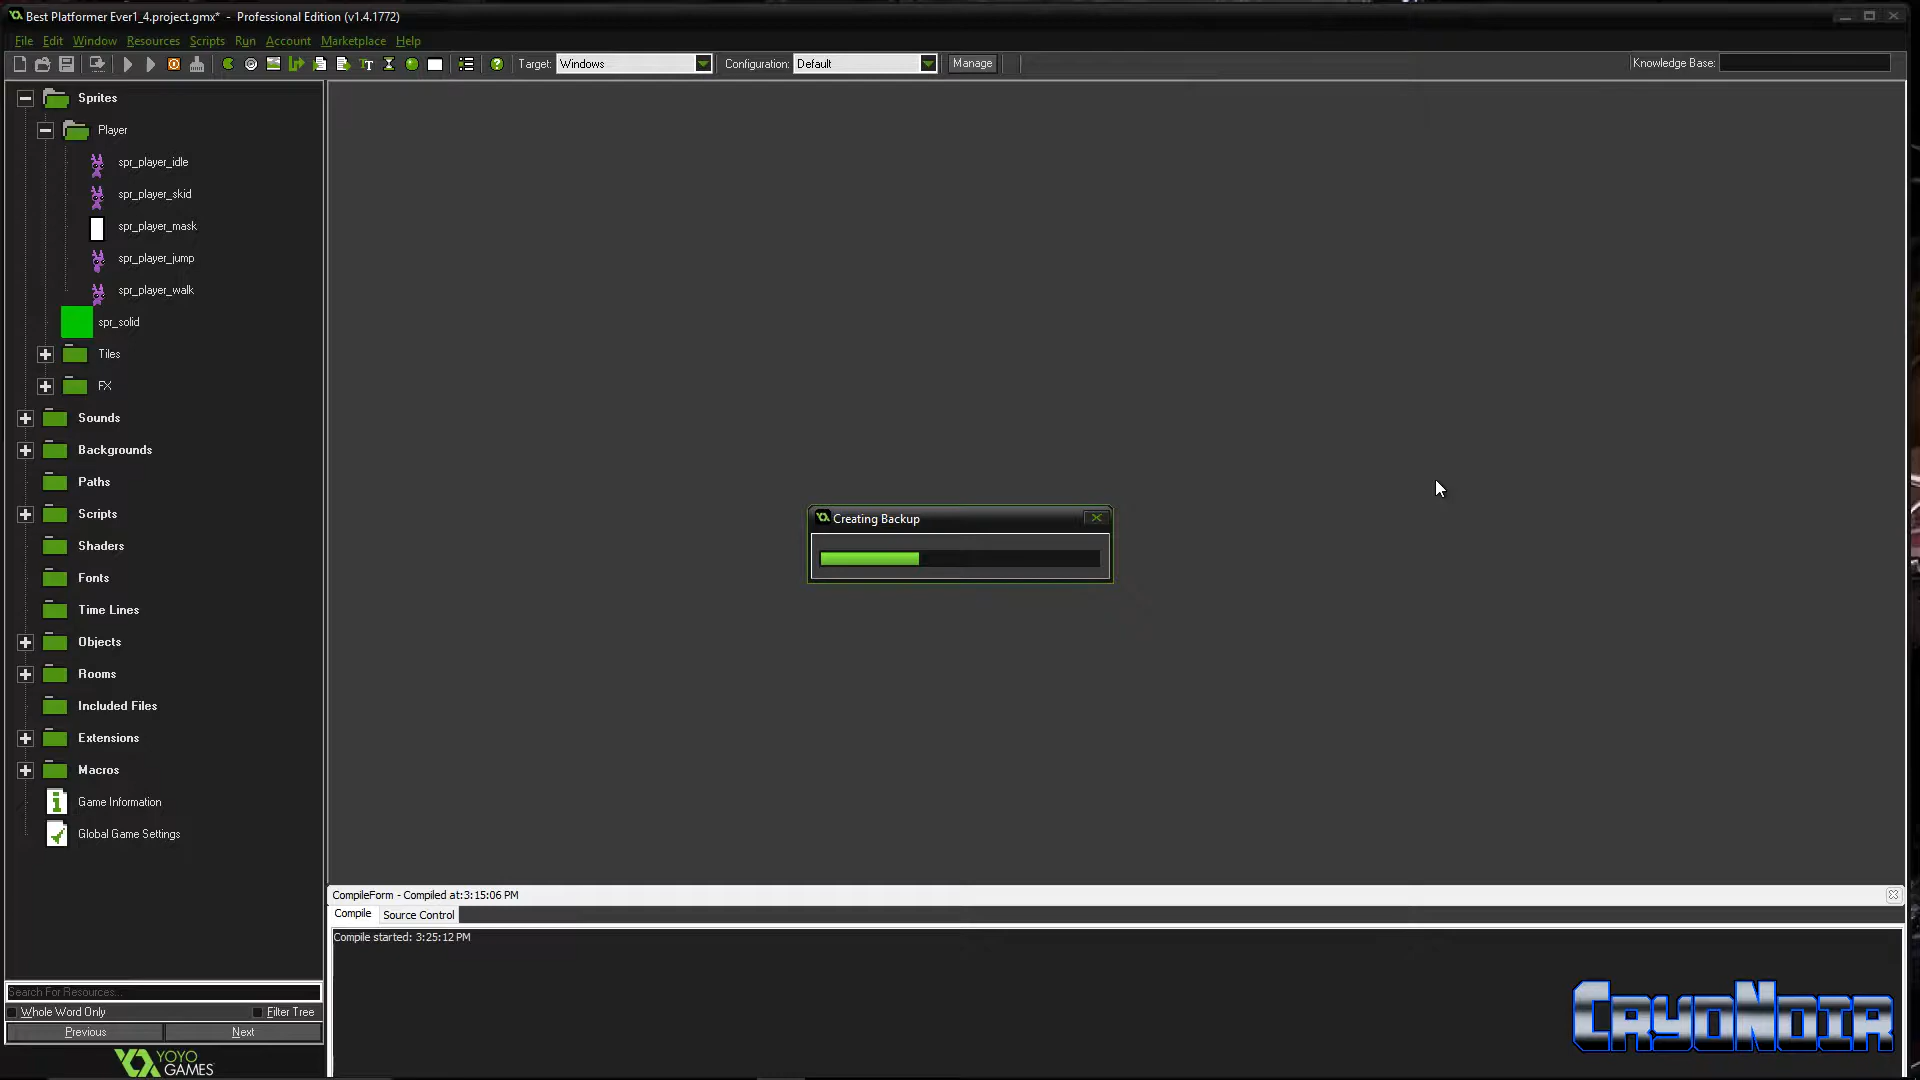 Best Platformer Ever1_4.project.gmx* - Professional Edition (v1.4.1772)
File Edit Window Resources Scripts Run Account Marketplace Help
Target: Windows Configuration: Default Manage Knowledge Base:
Sprites
Player
spr_player_idle
spr_player_skid
spr_player_mask
spr_player_jump
spr_player_walk
spr_solid
Tiles
FX
Sounds
Backgrounds
Paths
Scripts
Shaders
Fonts
Time Lines
Objects
Rooms
Included Files
Extensions
Macros
Game Information
Global Game Settings
Creating Backup
CompileForm - Compiled at:3:15:06 PM
Compile Source Control
Compile started: 3:25:12 PM
Search For Resources...
Whole Word Only Filter Tree
Previous Next
YOYO
GAMES
CryoNoir